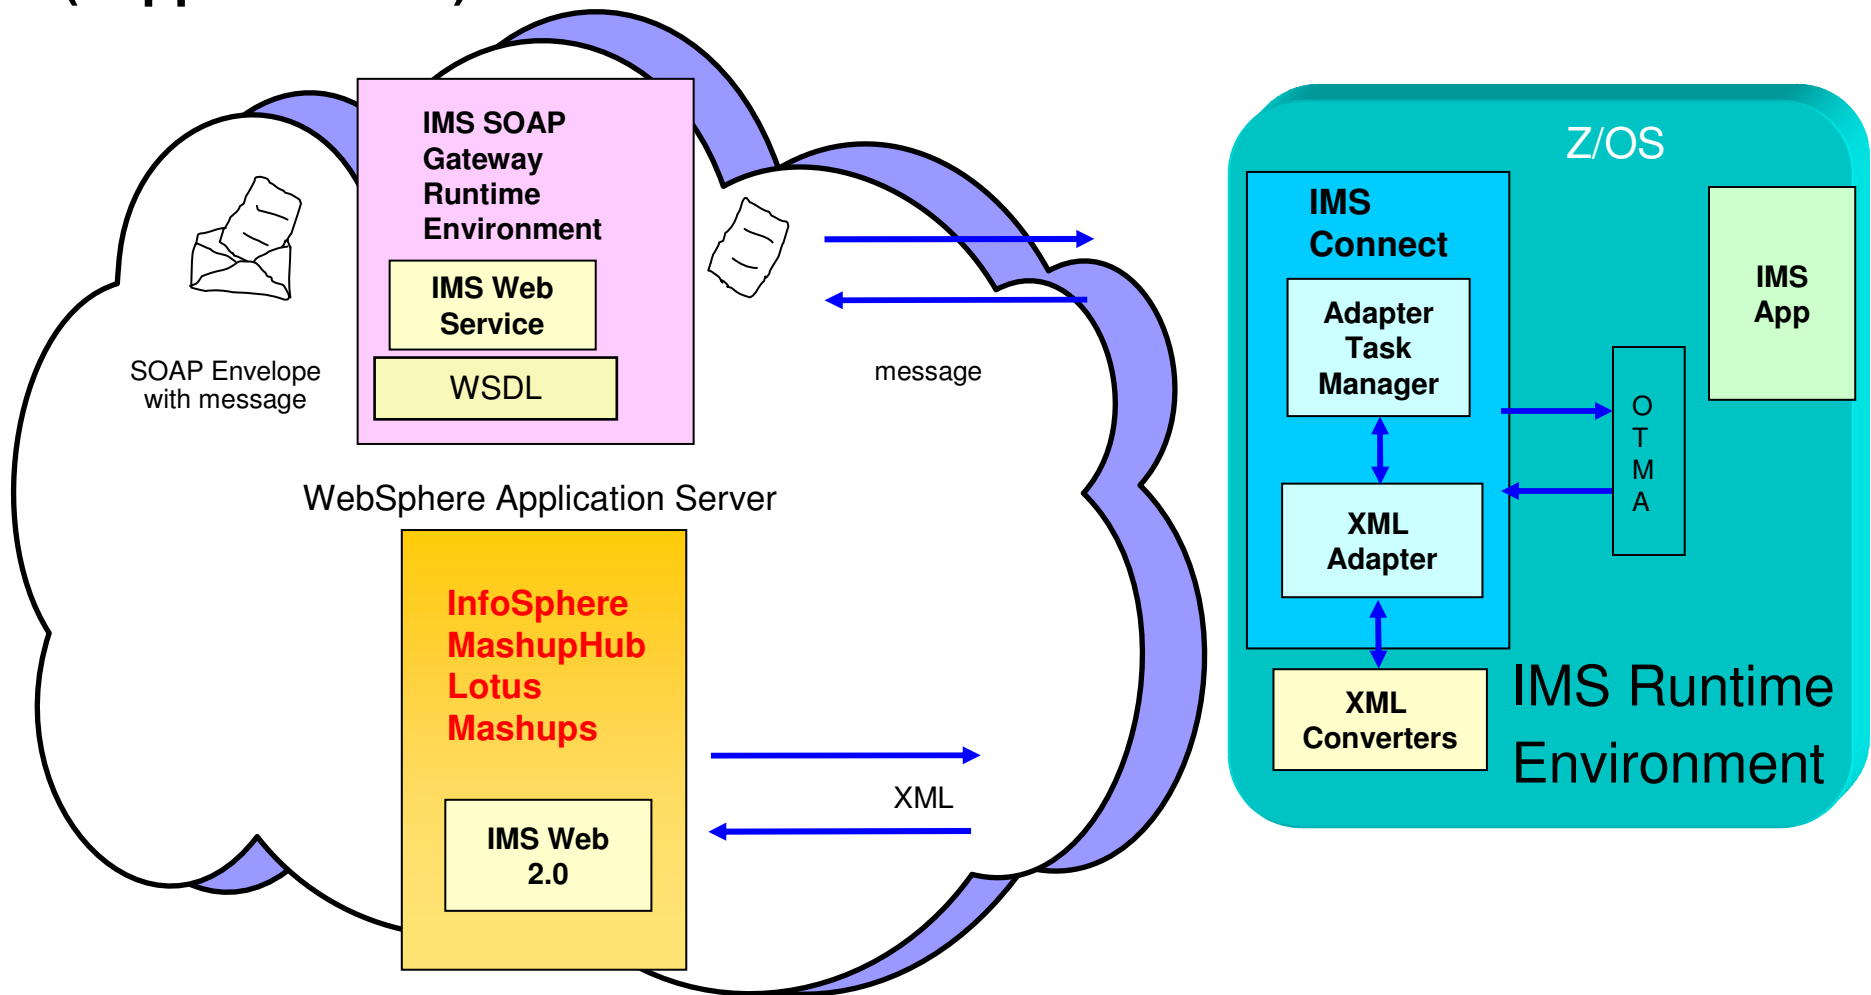 IMS SOAP
Gateway
Runtime
Environment
IMS Web
Service
WSDL
SOAP Envelope
with message
message
WebSphere Application Server
InfoSphere
MashupHub
Lotus
Mashups
IMS Web
2.0
XML
Z/OS
IMS
Connect
Adapter
Task
Manager
XML
Adapter
XML
Converters
O
T
M
A
IMS
App
IMS Runtime
Environment